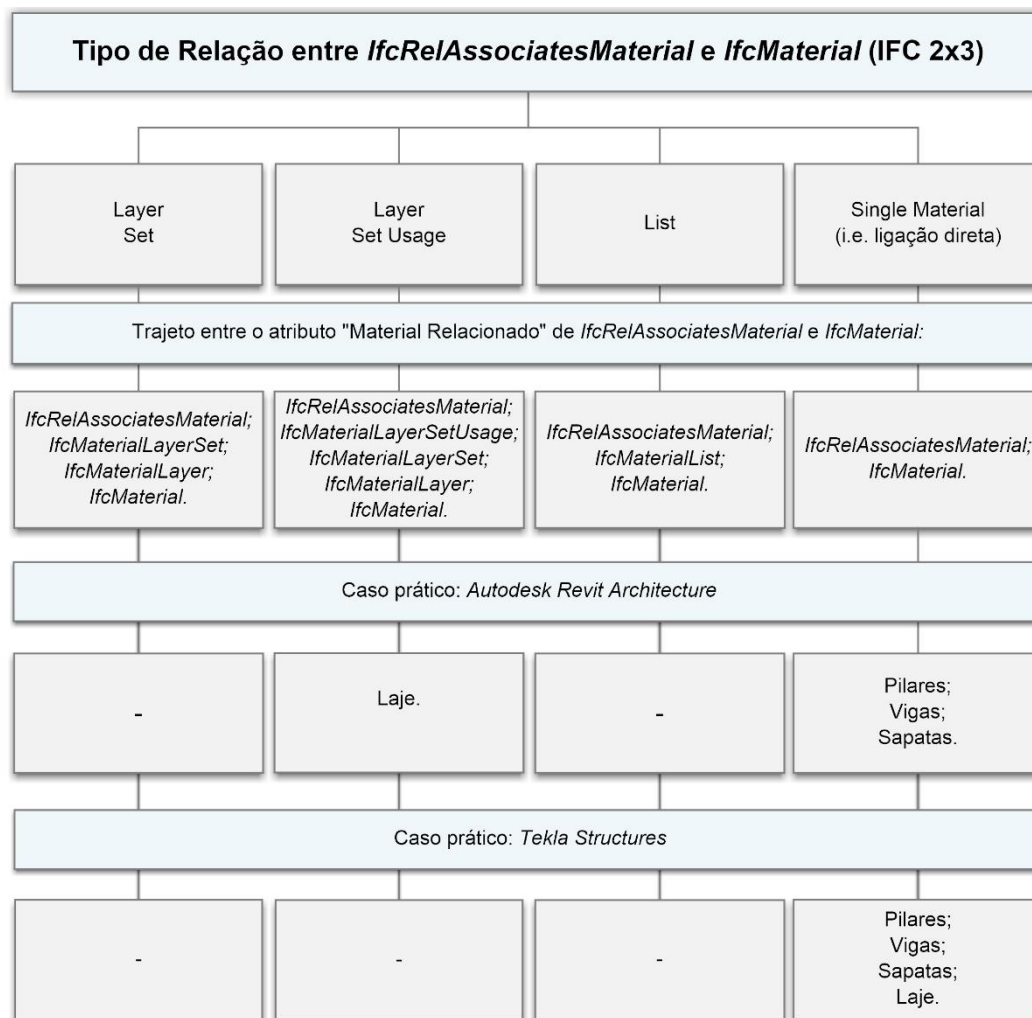 Tipo de Relação entre IfcRelAssociatesMaterial e IfcMaterial (IFC 2x3)
Layer
Set
Layer
Set Usage
List
Single Material
(i.e. ligação direta)
Trajeto entre o atributo "Material Relacionado" de IfcRelAssociatesMaterial e IfcMaterial:
IfcRelAssociatesMaterial;
IfcMaterialLayerSet;
IfcMaterialLayer;
IfcMaterial.
IfcRelAssociatesMaterial;
IfcMaterialLayerSetUsage;
IfcMaterialLayerSet;
IfcMaterialLayer;
IfcMaterial.
IfcRelAssociatesMaterial;
IfcMaterialList;
IfcMaterial.
IfcRelAssociatesMaterial;
IfcMaterial.
Caso prático: Autodesk Revit Architecture
-
Laje.
-
Pilares;
Vigas;
Sapatas.
Caso prático: Tekla Structures
-
-
-
Pilares;
Vigas;
Sapatas;
Laje.